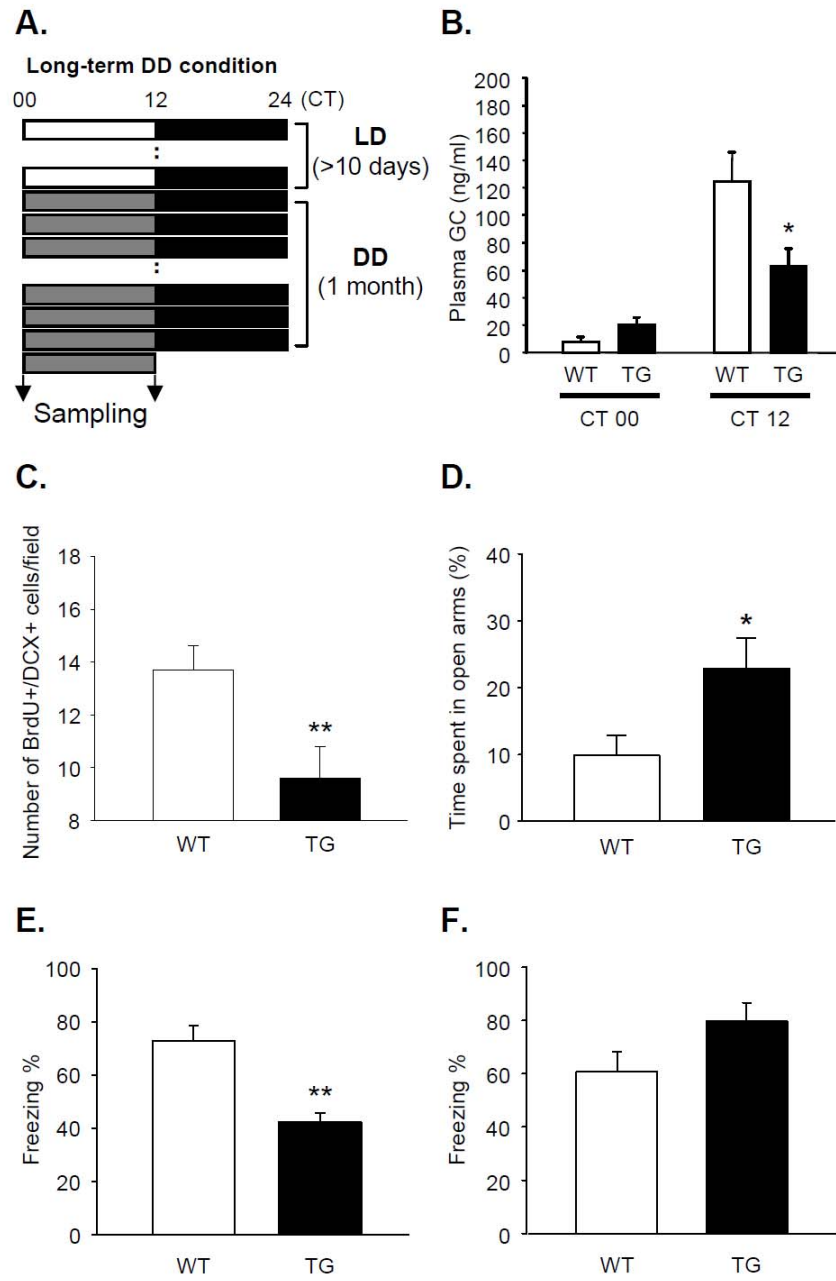 A.
Long-term DD condition
00 12 24 (CT)
:
LD
(>10 days)
:
DD
(1 month)
Sampling
B.
Plasma GC (ng/ml)
200
180
160
140
120
100
80
60
40
20
0
*
WT TG WT TG
CT 00 CT 12
C.
Number of BrdU+/DCX+ cells/field
18
16
14
12
10
8
**
WT TG
D.
Time spent in open arms (%)
40
30
20
10
0
*
WT TG
E.
Freezing %
100
80
60
40
20
0
**
WT TG
F.
Freezing %
100
80
60
40
20
0
WT TG